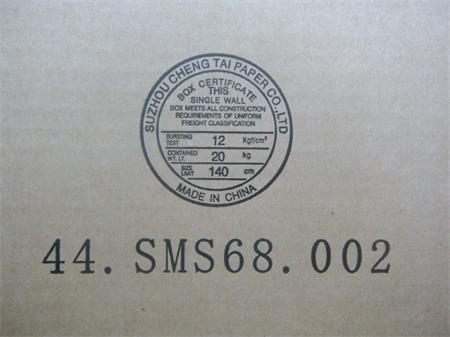 SUZHOU CHENG TAI PAPER CO.,LTD
BOX CERTIFICATE
THIS
SINGLE WALL
BOX MEETS ALL CONSTRUCTION
REQUIREMENTS OF UNIFORM
FREIGHT CLASSIFICATION
BURSTING TEST 12 Kgf/cm²
CONTAINED WT. LT. 20 kg
SIZE LIMIT 140 cm
MADE IN CHINA
44.SMS68.002